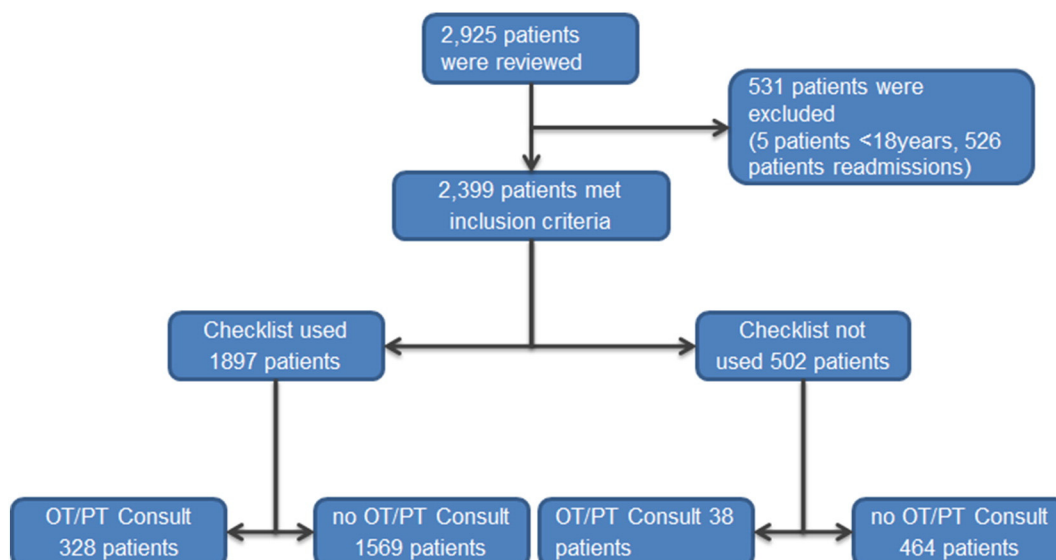 2,925 patients
were reviewed
531 patients were
excluded
(5 patients <18years, 526
patients readmissions)
2,399 patients met
inclusion criteria
Checklist used
1897 patients
Checklist not
used 502 patients
OT/PT Consult
328 patients
no OT/PT Consult
1569 patients
OT/PT Consult 38
patients
no OT/PT Consult
464 patients